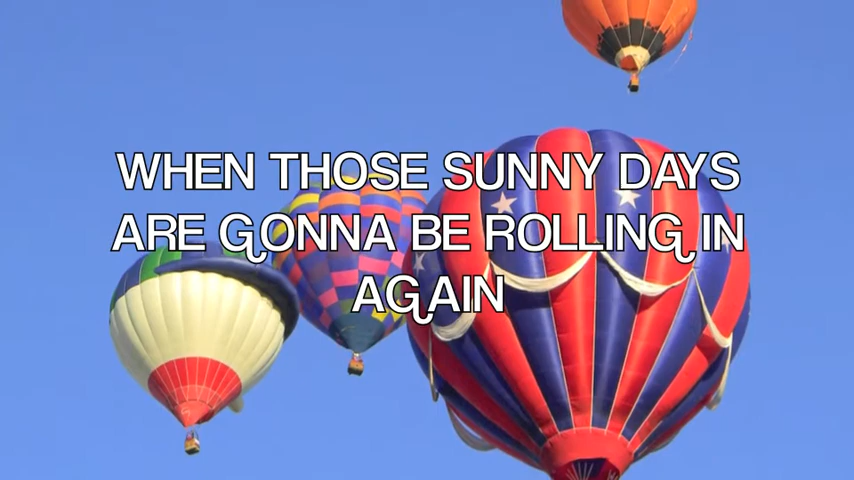 WHEN THOSE SUNNY DAYS
ARE GONNA BE ROLLING IN
AGAIN